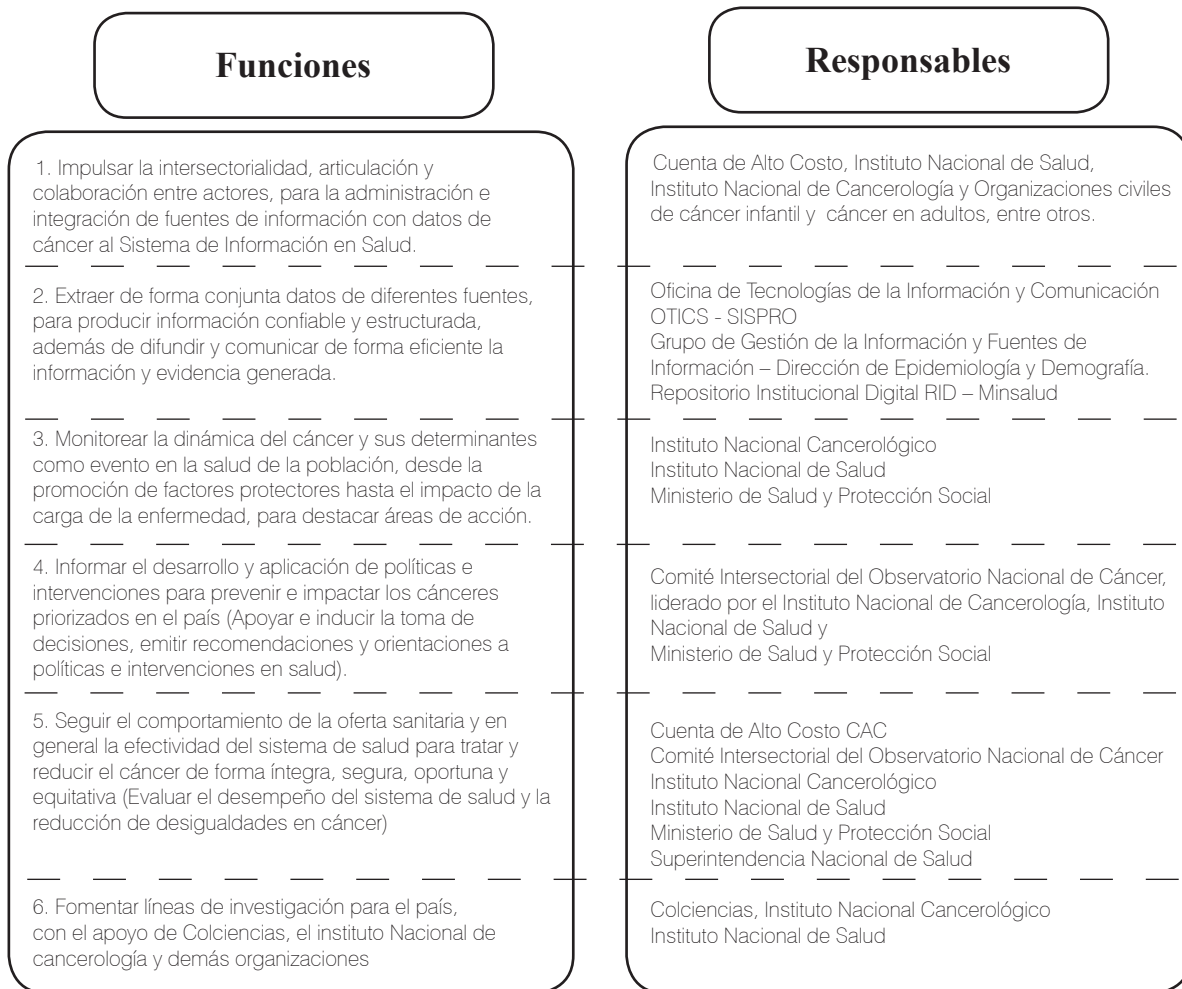 Funciones
Responsables
1. Impulsar la intersectorialidad, articulación y
colaboración entre actores, para la administración e
integración de fuentes de información con datos de
cáncer al Sistema de Información en Salud.
Cuenta de Alto Costo, Instituto Nacional de Salud,
Instituto Nacional de Cancerología y Organizaciones civiles
de cáncer infantil y cáncer en adultos, entre otros.
2. Extraer de forma conjunta datos de diferentes fuentes,
para producir información confiable y estructurada,
además de difundir y comunicar de forma eficiente la
información y evidencia generada.
Oficina de Tecnologías de la Información y Comunicación
OTICS - SISPRO
Grupo de Gestión de la Información y Fuentes de
Información – Dirección de Epidemiología y Demografía.
Repositorio Institucional Digital RID – Minsalud
3. Monitorear la dinámica del cáncer y sus determinantes
como evento en la salud de la población, desde la
promoción de factores protectores hasta el impacto de la
carga de la enfermedad, para destacar áreas de acción.
Instituto Nacional Cancerológico
Instituto Nacional de Salud
Ministerio de Salud y Protección Social
4. Informar el desarrollo y aplicación de políticas e
intervenciones para prevenir e impactar los cánceres
priorizados en el país (Apoyar e inducir la toma de
decisiones, emitir recomendaciones y orientaciones a
políticas e intervenciones en salud).
Comité Intersectorial del Observatorio Nacional de Cáncer,
liderado por el Instituto Nacional de Cancerología, Instituto
Nacional de Salud y
Ministerio de Salud y Protección Social
5. Seguir el comportamiento de la oferta sanitaria y en
general la efectividad del sistema de salud para tratar y
reducir el cáncer de forma íntegra, segura, oportuna y
equitativa (Evaluar el desempeño del sistema de salud y la
reducción de desigualdades en cáncer)
Cuenta de Alto Costo CAC
Comité Intersectorial del Observatorio Nacional de Cáncer
Instituto Nacional Cancerológico
Instituto Nacional de Salud
Ministerio de Salud y Protección Social
Superintendencia Nacional de Salud
6. Fomentar líneas de investigación para el país,
con el apoyo de Colciencias, el instituto Nacional de
cancerología y demás organizaciones
Colciencias, Instituto Nacional Cancerológico
Instituto Nacional de Salud